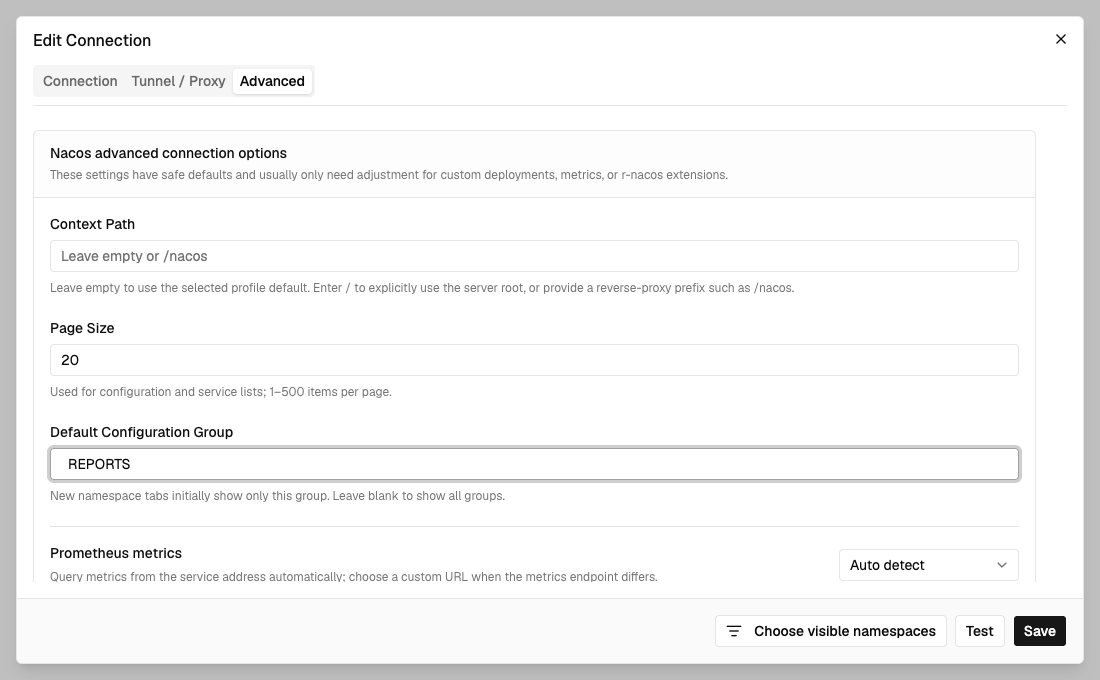 Edit Connection
Connection
Tunnel / Proxy
Advanced
Nacos advanced connection options
These settings have safe defaults and usually only need adjustment for custom deployments, metrics, or r-nacos extensions.
Context Path
Leave empty or /nacos
Leave empty to use the selected profile default. Enter / to explicitly use the server root, or provide a reverse-proxy prefix such as /nacos.
Page Size
20
Used for configuration and service lists; 1–500 items per page.
Default Configuration Group
REPORTS
New namespace tabs initially show only this group. Leave blank to show all groups.
Prometheus metrics
Query metrics from the service address automatically; choose a custom URL when the metrics endpoint differs.
Auto detect
Choose visible namespaces
Test
Save